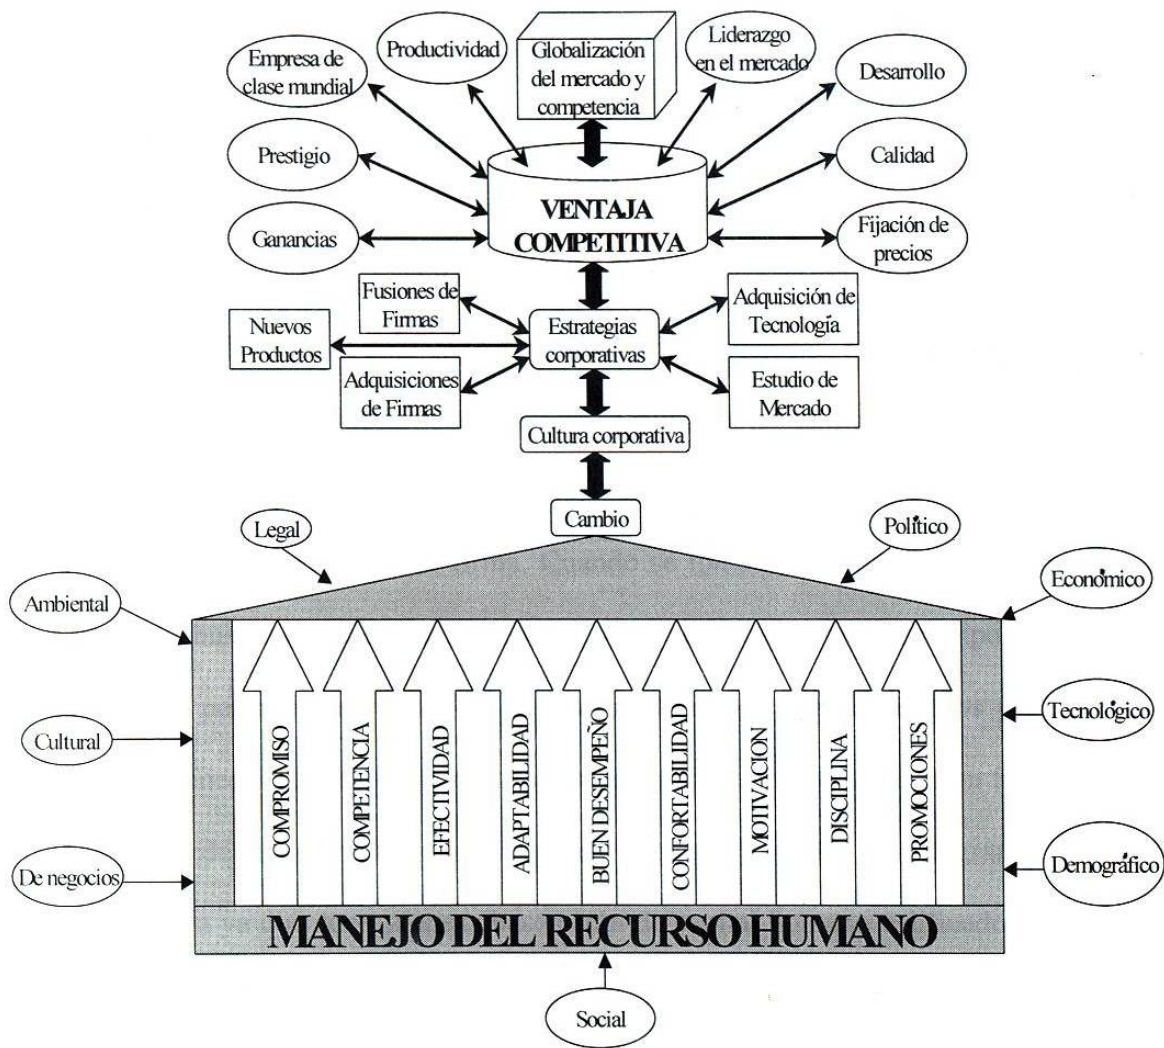 Empresa de
clase mundial
Productividad
Globalización
del mercado y
competencia
Liderazgo
en el mercado
Desarrollo
Prestigio
Calidad
Ganancias
VENTAJA
COMPETITIVA
Fijación de
precios
Fusiones de
Firmas
Nuevos
Productos
Adquisiciones
de Firmas
Estrategias
corporativas
Adquisición de
Tecnología
Estudio de
Mercado
Cultura corporativa
Cambio
Legal
Político
Ambiental
Económico
Cultural
Tecnológico
De negocios
Demográfico
COMPROMISO
COMPETENCIA
EFECTIVIDAD
ADAPTABILIDAD
BUEN DESEMPEÑO
CONFORTABILIDAD
MOTIVACION
DISCIPLINA
PROMOCIONES
MANEJO DEL RECURSO HUMANO
Social